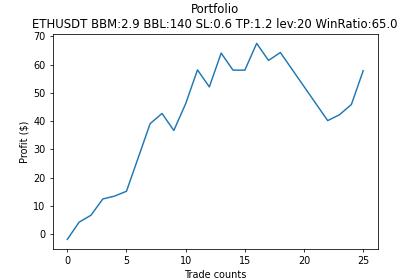 Portfolio
ETHUSDT BBM:2.9 BBL:140 SL:0.6 TP:1.2 lev:20 WinRatio:65.0
70
60
50
40
30
20
10
0
Profit ($)
0 5 10 15 20 25
Trade counts